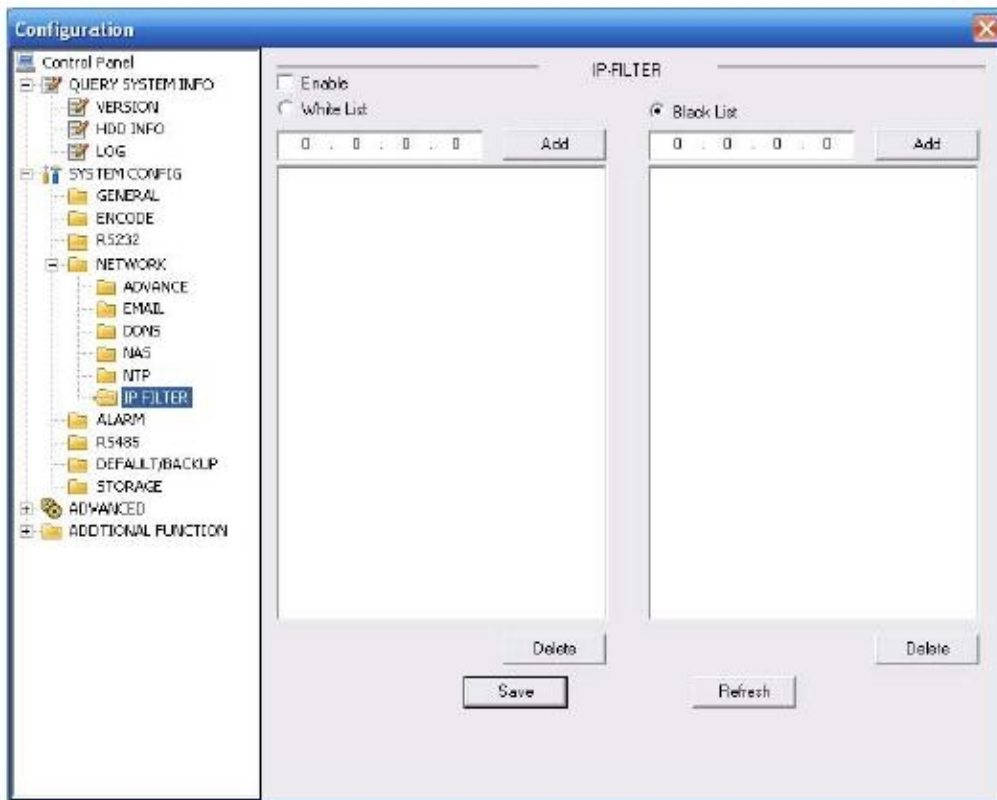 Configuration
Control Panel
QUERY SYSTEM INFO
VERSION
HDD INFO
LOG
SYSTEM CONFIG
GENERAL
ENCODE
RS232
NETWORK
ADVANCE
EMAIL
DDNS
NAS
NTP
IP FILTER
ALARM
RS485
DEFAULT/BACKUP
STORAGE
ADVANCED
ADDTIONAL FUNCTION
IP-FILTER
Enable
White List
Black List
0 . 0 . 0 . 0 Add
0 . 0 . 0 . 0 Add
Delete
Delete
Save
Refresh